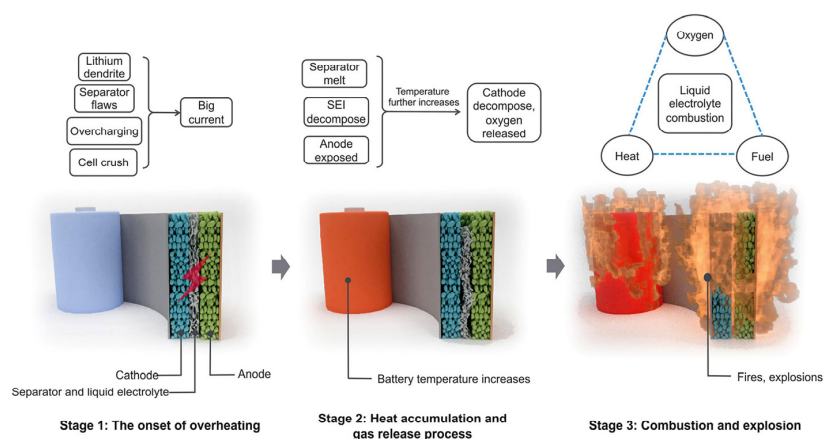 Lithium
dendrite
Separator
flaws
Overcharging
Cell crush
Big
current
Separator
melt
SEI
decompose
Anode
exposed
Temperature
further increases
Cathode
decompose,
oxygen
released
Oxygen
Liquid
electrolyte
combustion
Heat
Fuel
Cathode
Anode
Separator and liquid electrolyte
Battery temperature increases
Fires, explosions
Stage 1: The onset of overheating
Stage 2: Heat accumulation and
gas release process
Stage 3: Combustion and explosion